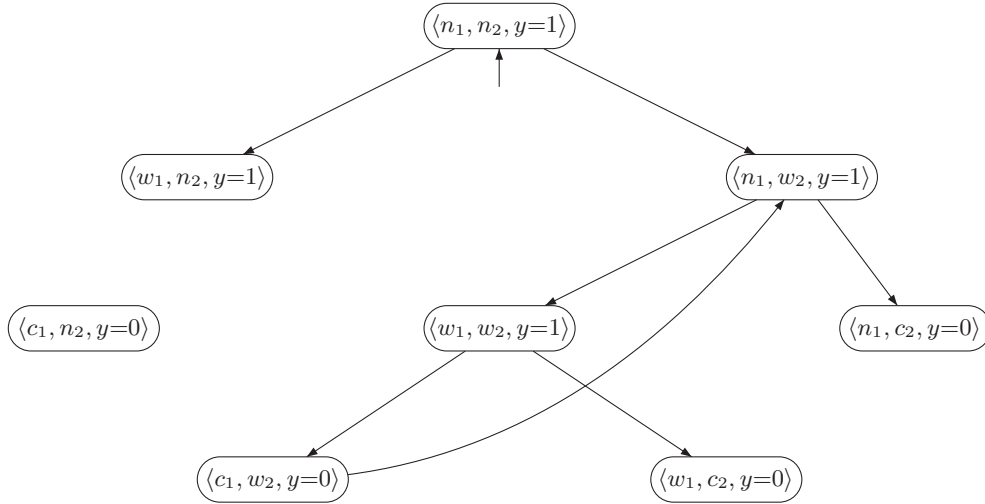 ⟨n₁, n₂, y=1⟩
⟨w₁, n₂, y=1⟩ ⟨n₁, w₂, y=1⟩
⟨c₁, n₂, y=0⟩ ⟨w₁, w₂, y=1⟩ ⟨n₁, c₂, y=0⟩
⟨c₁, w₂, y=0⟩ ⟨w₁, c₂, y=0⟩